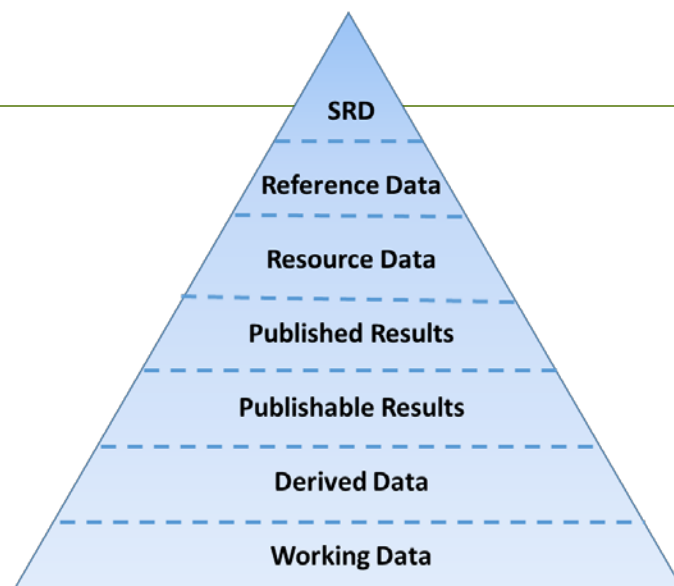 SRD
Reference Data
Resource Data
Published Results
Publishable Results
Derived Data
Working Data